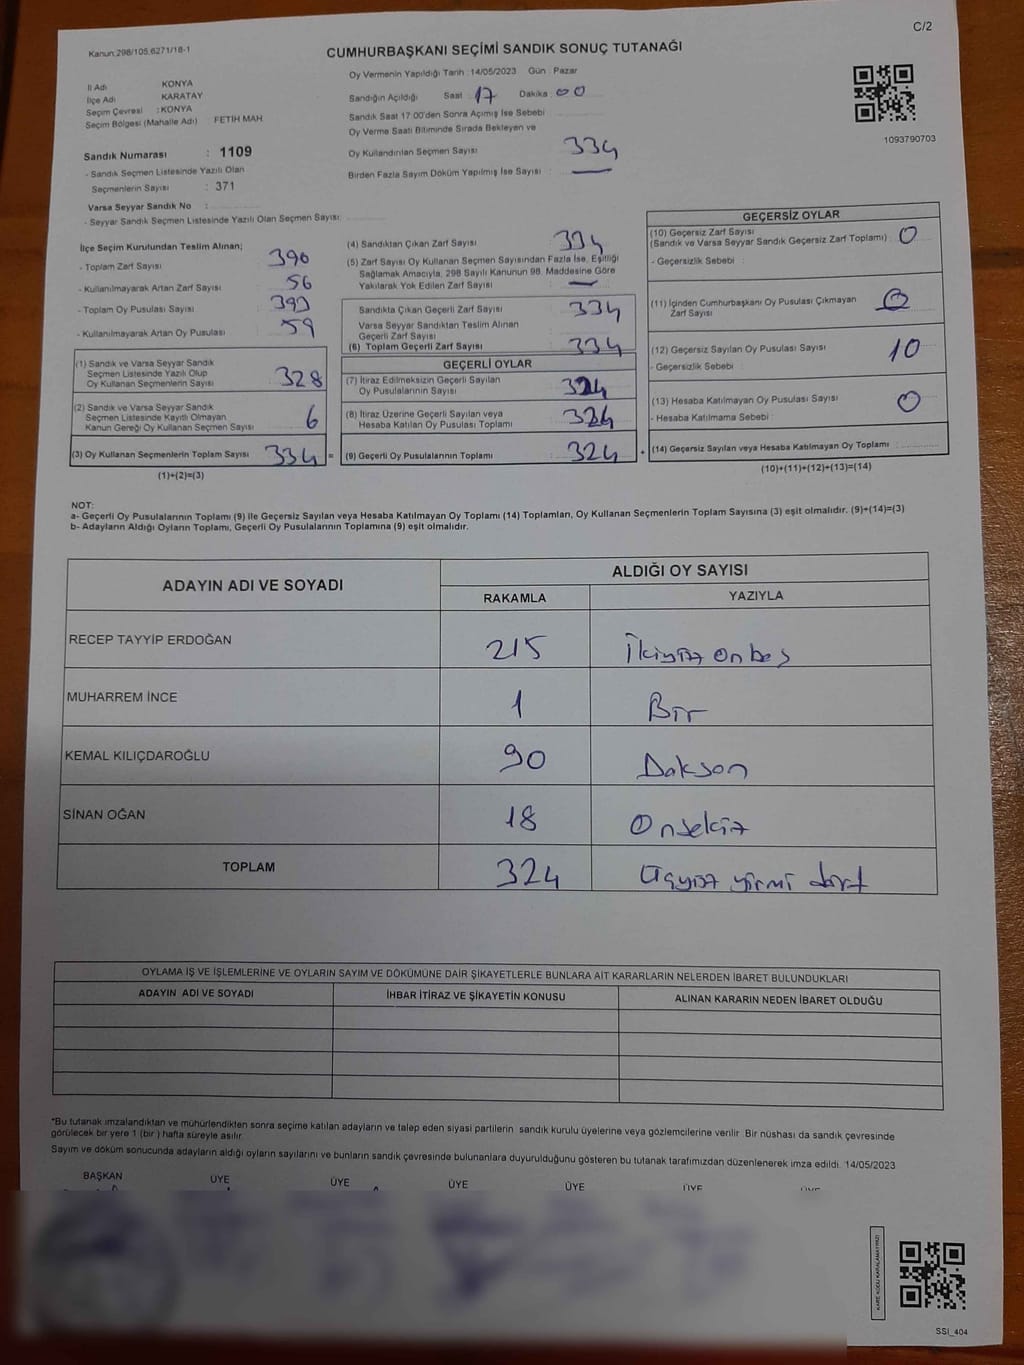 C/2
Kanun:298/105,6271/18-1
CUMHURBAŞKANI SEÇİMİ SANDIK SONUÇ TUTANAĞI
Oy Vermenin Yapıldığı Tarih :14/05/2023 Gün : Pazar
İl Adı KONYA
İlçe Adı KARATAY
Seçim Çevresi :KONYA
Seçim Bölgesi (Mahalle Adı) FETİH MAH.
Sandığın Açıldığı Saat 17 Dakika 00
Sandık Saat 17.00'den Sonra Açımış İse Sebebi
Oy Verme Saati Bitiminde Sırada Bekleyen ve
Oy Kullandırılan Seçmen Sayısı 334
Birden Fazla Sayım Döküm Yapılmış İse Sayısı : —
1093790703
Sandık Numarası : 1109
- Sandık Seçmen Listesinde Yazılı Olan
Seçmenlerin Sayısı : 371
Varsa Seyyar Sandık No :
- Seyyar Sandık Seçmen Listesinde Yazılı Olan Seçmen Sayısı:
İlçe Seçim Kurulundan Teslim Alınan;
- Toplam Zarf Sayısı 390
- Kullanılmayarak Artan Zarf Sayısı 56
- Toplam Oy Pusulası Sayısı 393
- Kullanılmayarak Artan Oy Pusulası 59
(1) Sandık ve Varsa Seyyar Sandık
Seçmen Listesinde Yazılı Olup
Oy Kullanan Seçmenlerin Sayısı 328
(2) Sandık ve Varsa Seyyar Sandık
Seçmen Listesinde Kayıtlı Olmayan
Kanun Gereği Oy Kullanan Seçmen Sayısı 6
(3) Oy Kullanan Seçmenlerin Toplam Sayısı 334 =
(1)+(2)=(3)
(4) Sandıktan Çıkan Zarf Sayısı 334
(5) Zarf Sayısı Oy Kullanan Seçmen Sayısından Fazla İse, Eşitliği
Sağlamak Amacıyla, 298 Sayılı Kanunun 98. Maddesine Göre
Yakılarak Yok Edilen Zarf Sayısı —
Sandıkta Çıkan Geçerli Zarf Sayısı 334
Varsa Seyyar Sandıktan Teslim Alınan
Geçerli Zarf Sayısı
(6) Toplam Geçerli Zarf Sayısı 334
GEÇERLİ OYLAR
(7) İtiraz Edilmeksizin Geçerli Sayılan
Oy Pusulalarının Sayısı 324
(8) İtiraz Üzerine Geçerli Sayılan veya
Hesaba Katılan Oy Pusulası Toplamı 324
(9) Geçerli Oy Pusulalarının Toplamı 324 +
GEÇERSİZ OYLAR
(10) Geçersiz Zarf Sayısı
(Sandık ve Varsa Seyyar Sandık Geçersiz Zarf Toplamı) : 0
- Geçersizlik Sebebi :
(11) İçinden Cumhurbaşkanı Oy Pusulası Çıkmayan
Zarf Sayısı 0
(12) Geçersiz Sayılan Oy Pusulası Sayısı 10
- Geçersizlik Sebebi :
(13) Hesaba Katılmayan Oy Pusulası Sayısı 0
- Hesaba Katılmama Sebebi :
(14) Geçersiz Sayılan veya Hesaba Katılmayan Oy Toplamı :
(10)+(11)+(12)+(13)=(14)
NOT:
a- Geçerli Oy Pusulalarının Toplamı (9) ile Geçersiz Sayılan veya Hesaba Katılmayan Oy Toplamı (14) Toplamları, Oy Kullanan Seçmenlerin Toplam Sayısına (3) eşit olmalıdır. (9)+(14)=(3)
b- Adayların Aldığı Oyların Toplamı, Geçerli Oy Pusulalarının Toplamına (9) eşit olmalıdır.
ADAYIN ADI VE SOYADI ALDIĞI OY SAYISI
RAKAMLA YAZIYLA
RECEP TAYYİP ERDOĞAN 215 İkiyüz onbeş
MUHARREM İNCE 1 Bir
KEMAL KILIÇDAROĞLU 90 Doksan
SİNAN OĞAN 18 Onsekiz
TOPLAM 324 üçyüz yirmi dört
OYLAMA İŞ VE İŞLEMLERİNE VE OYLARIN SAYIM VE DÖKÜMÜNE DAİR ŞİKAYETLERLE BUNLARA AİT KARARLARIN NELERDEN İBARET BULUNDUKLARI
ADAYIN ADI VE SOYADI İHBAR İTİRAZ VE ŞİKAYETİN KONUSU ALINAN KARARIN NEDEN İBARET OLDUĞU
*Bu tutanak imzalandıktan ve mühürlendikten sonra seçime katılan adayların ve talep eden siyasi partilerin sandık kurulu üyelerine veya gözlemcilerine verilir. Bir nüshası da sandık çevresinde
görülecek bir yere 1 (bir ) hafta süreyle asılır.
Sayım ve döküm sonucunda adayların aldığı oyların sayılarını ve bunların sandık çevresinde bulunanlara duyurulduğunu gösteren bu tutanak tarafımızdan düzenlenerek imza edildi. 14/05/2023
BAŞKAN ÜYE ÜYE ÜYE ÜYE ÜYE ÜYE
KARE KODU KARALAMAYINIZ!
SSİ_404